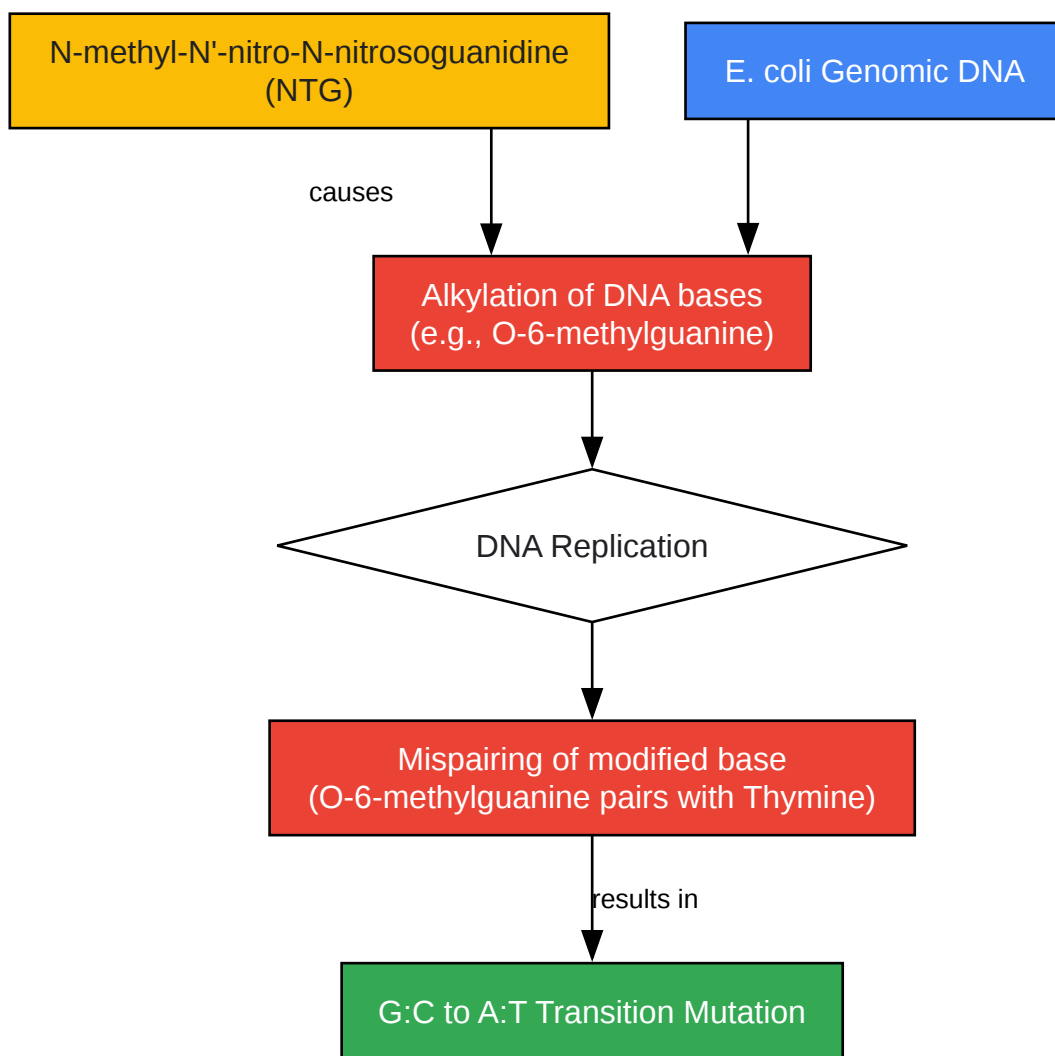 N-methyl-N'-nitro-N-nitrosoguanidine
(NTG)
E. coli Genomic DNA
causes
Alkylation of DNA bases
(e.g., O-6-methylguanine)
DNA Replication
Mispairing of modified base
(O-6-methylguanine pairs with Thymine)
results in
G:C to A:T Transition Mutation